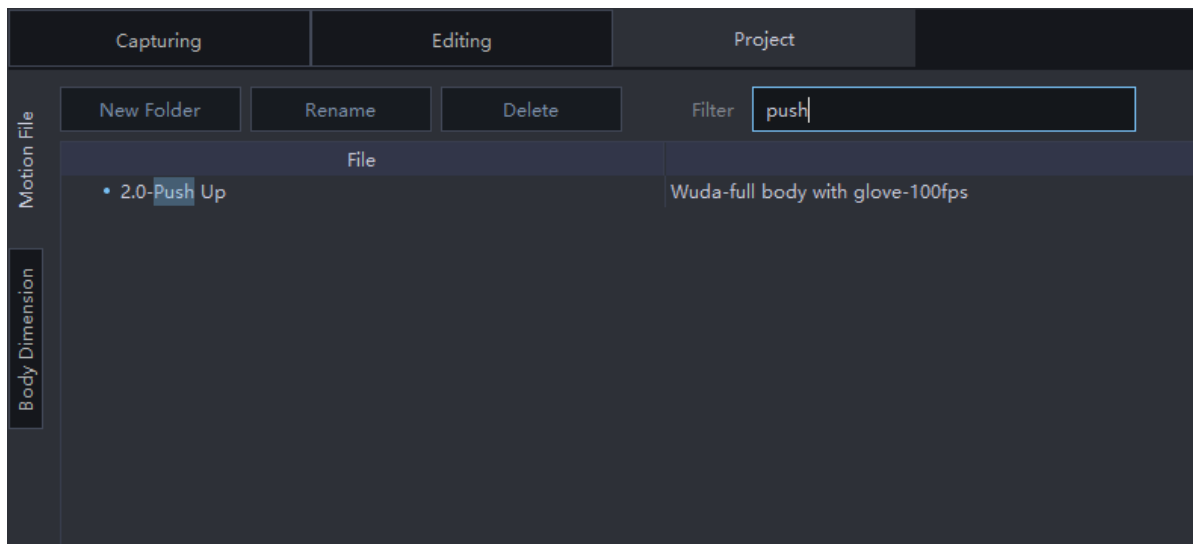 Capturing Editing Project
Motion File
New Folder Rename Delete Filter push
File
• 2.0-Push Up Wuda-full body with glove-100fps
Body Dimension